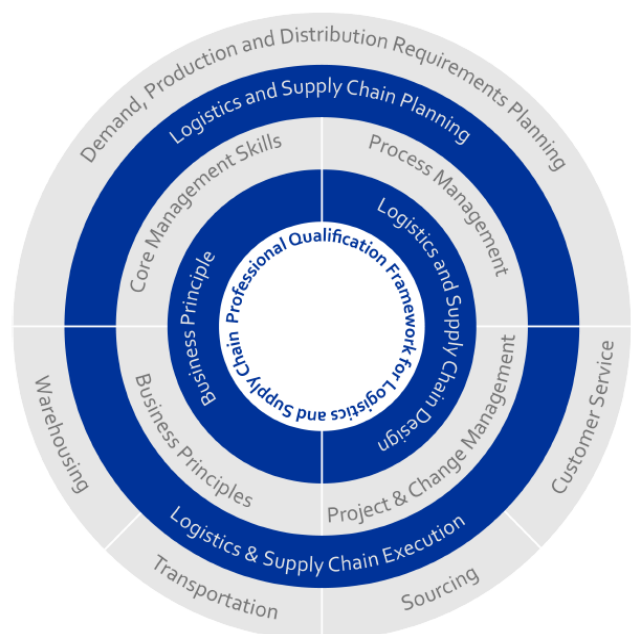 Demand, Production and Distribution Requirements Planning
Logistics and Supply Chain Planning
Core Management Skills
Process Management
Business Principle
Logistics and Supply Chain Design
Professional Qualification Framework for Logistics and Supply Chain
Business Principles
Project & Change Management
Logistics & Supply Chain Execution
Warehousing
Transportation
Sourcing
Customer Service